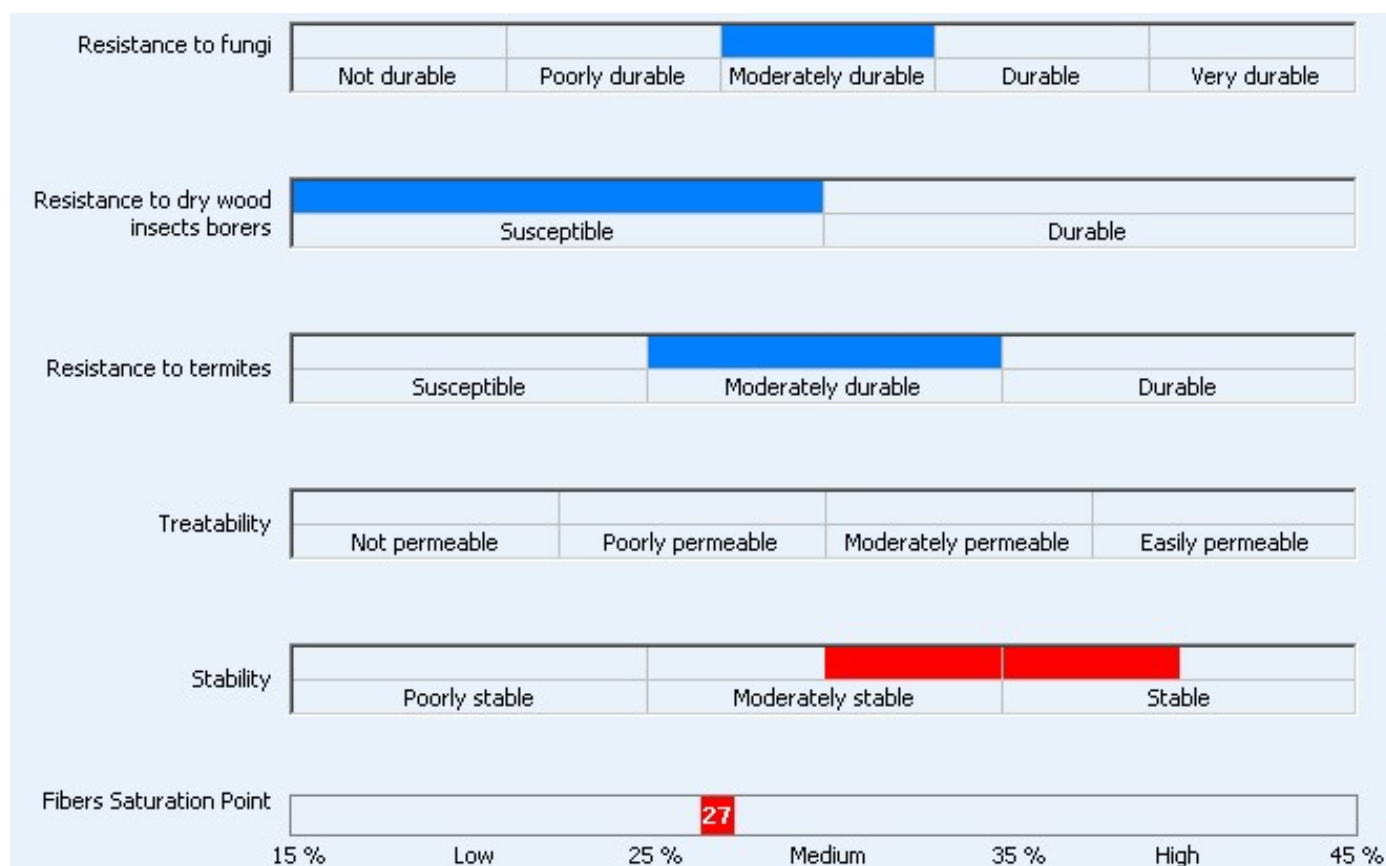 Resistance to fungi
Not durable Poorly durable Moderately durable Durable Very durable
Resistance to dry wood
insects borers
Susceptible Durable
Resistance to termites
Susceptible Moderately durable Durable
Treatability
Not permeable Poorly permeable Moderately permeable Easily permeable
Stability
Poorly stable Moderately stable Stable
Fibers Saturation Point
27
15 % Low 25 % Medium 35 % High 45 %